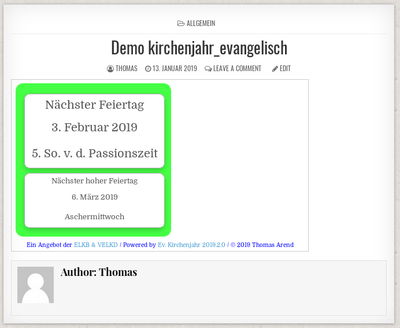 ALLGEMEIN
Demo kirchenjahr_evangelisch
THOMAS 13. JANUAR 2019 LEAVE A COMMENT EDIT
Nächster Feiertag
3. Februar 2019
5. So. v. d. Passionszeit
Nächster hoher Feiertag
6. März 2019
Aschermittwoch
Ein Angebot der ELKB & VELKD / Powered by Ev. Kirchenjahr 2019.2.0 / © 2019 Thomas Arend
Author: Thomas